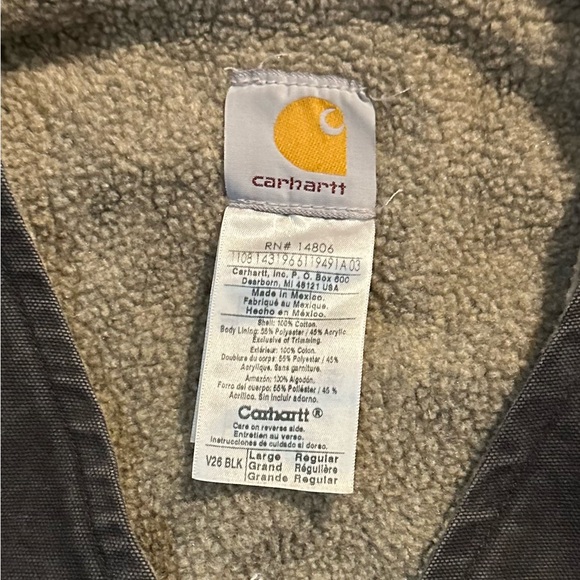 carhartt
RN# 14806
1108 143196 6119491A 03
Carhartt, Inc. P. O. Box 600
Dearborn, MI 48121 USA
Made in Mexico.
Fabriqué au Mexique.
Hecho en México.
Shell: 100% Cotton.
Body Lining: 55% Polyester / 45% Acrylic
Exclusive of Trimming.
Extérieur: 100% Coton.
Doublure du corps: 55% Polyester / 45%
Acrylique. Sans garniture.
Armazón: 100% Algodón.
Forro del cuerpo: 55% Poliéster / 45 %
Acrílico. Sin incluir adorno.
Carhartt®
Care on reverse side.
Entretien au verso.
Instrucciones de cuidado al dorso.
V26 BLK Large Regular
Grand Régulière
Grande Regular